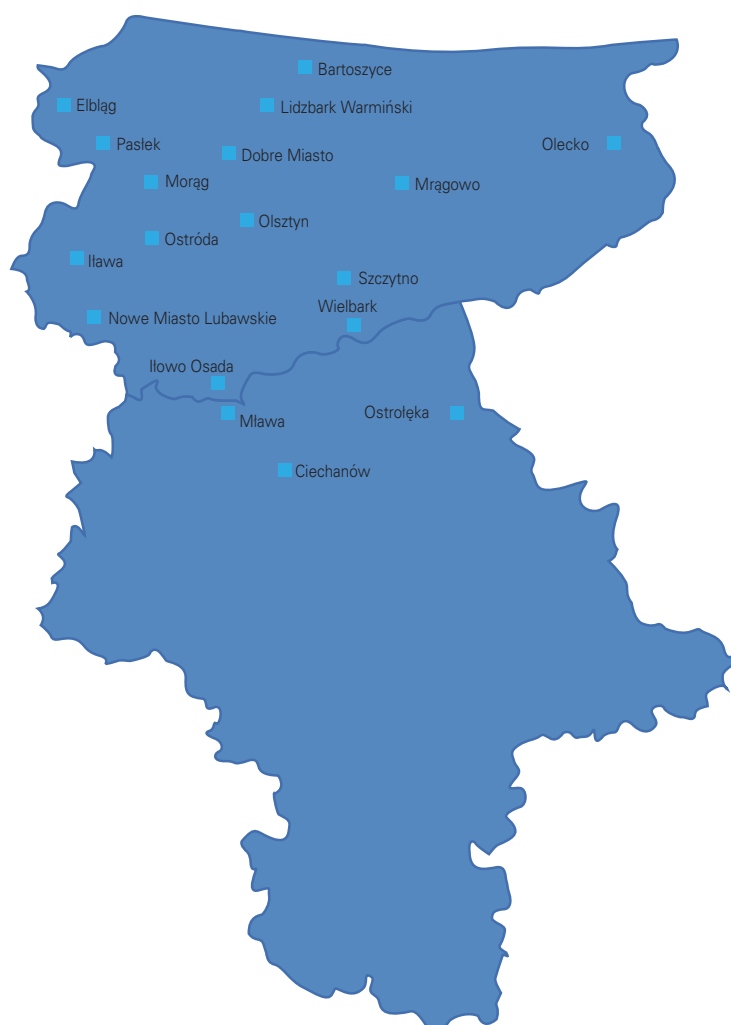 Bartoszyce
Elbląg
Lidzbark Warmiński
Pasłęk
Olecko
Dobre Miasto
Morąg
Mrągowo
Olsztyn
Ostróda
Iława
Szczytno
Wielbark
Nowe Miasto Lubawskie
Iłowo Osada
Ostrołęka
Mława
Ciechanów